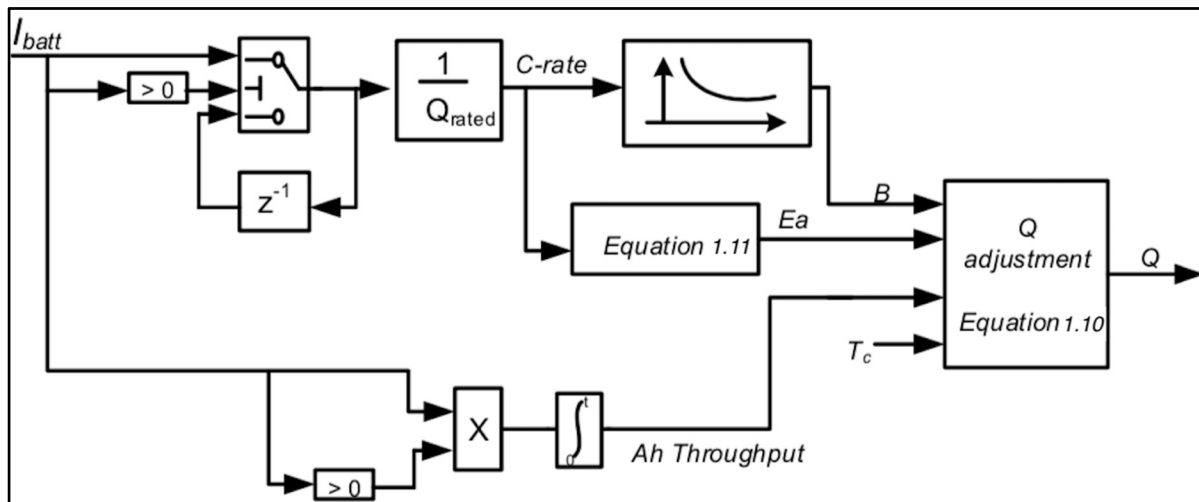 I_batt
> 0
z⁻¹
1
Q_rated
C-rate
B
Equation 1.11
Ea
Q
adjustment
Equation 1.10
Q
T_c
X
> 0
∫
t
0
Ah Throughput